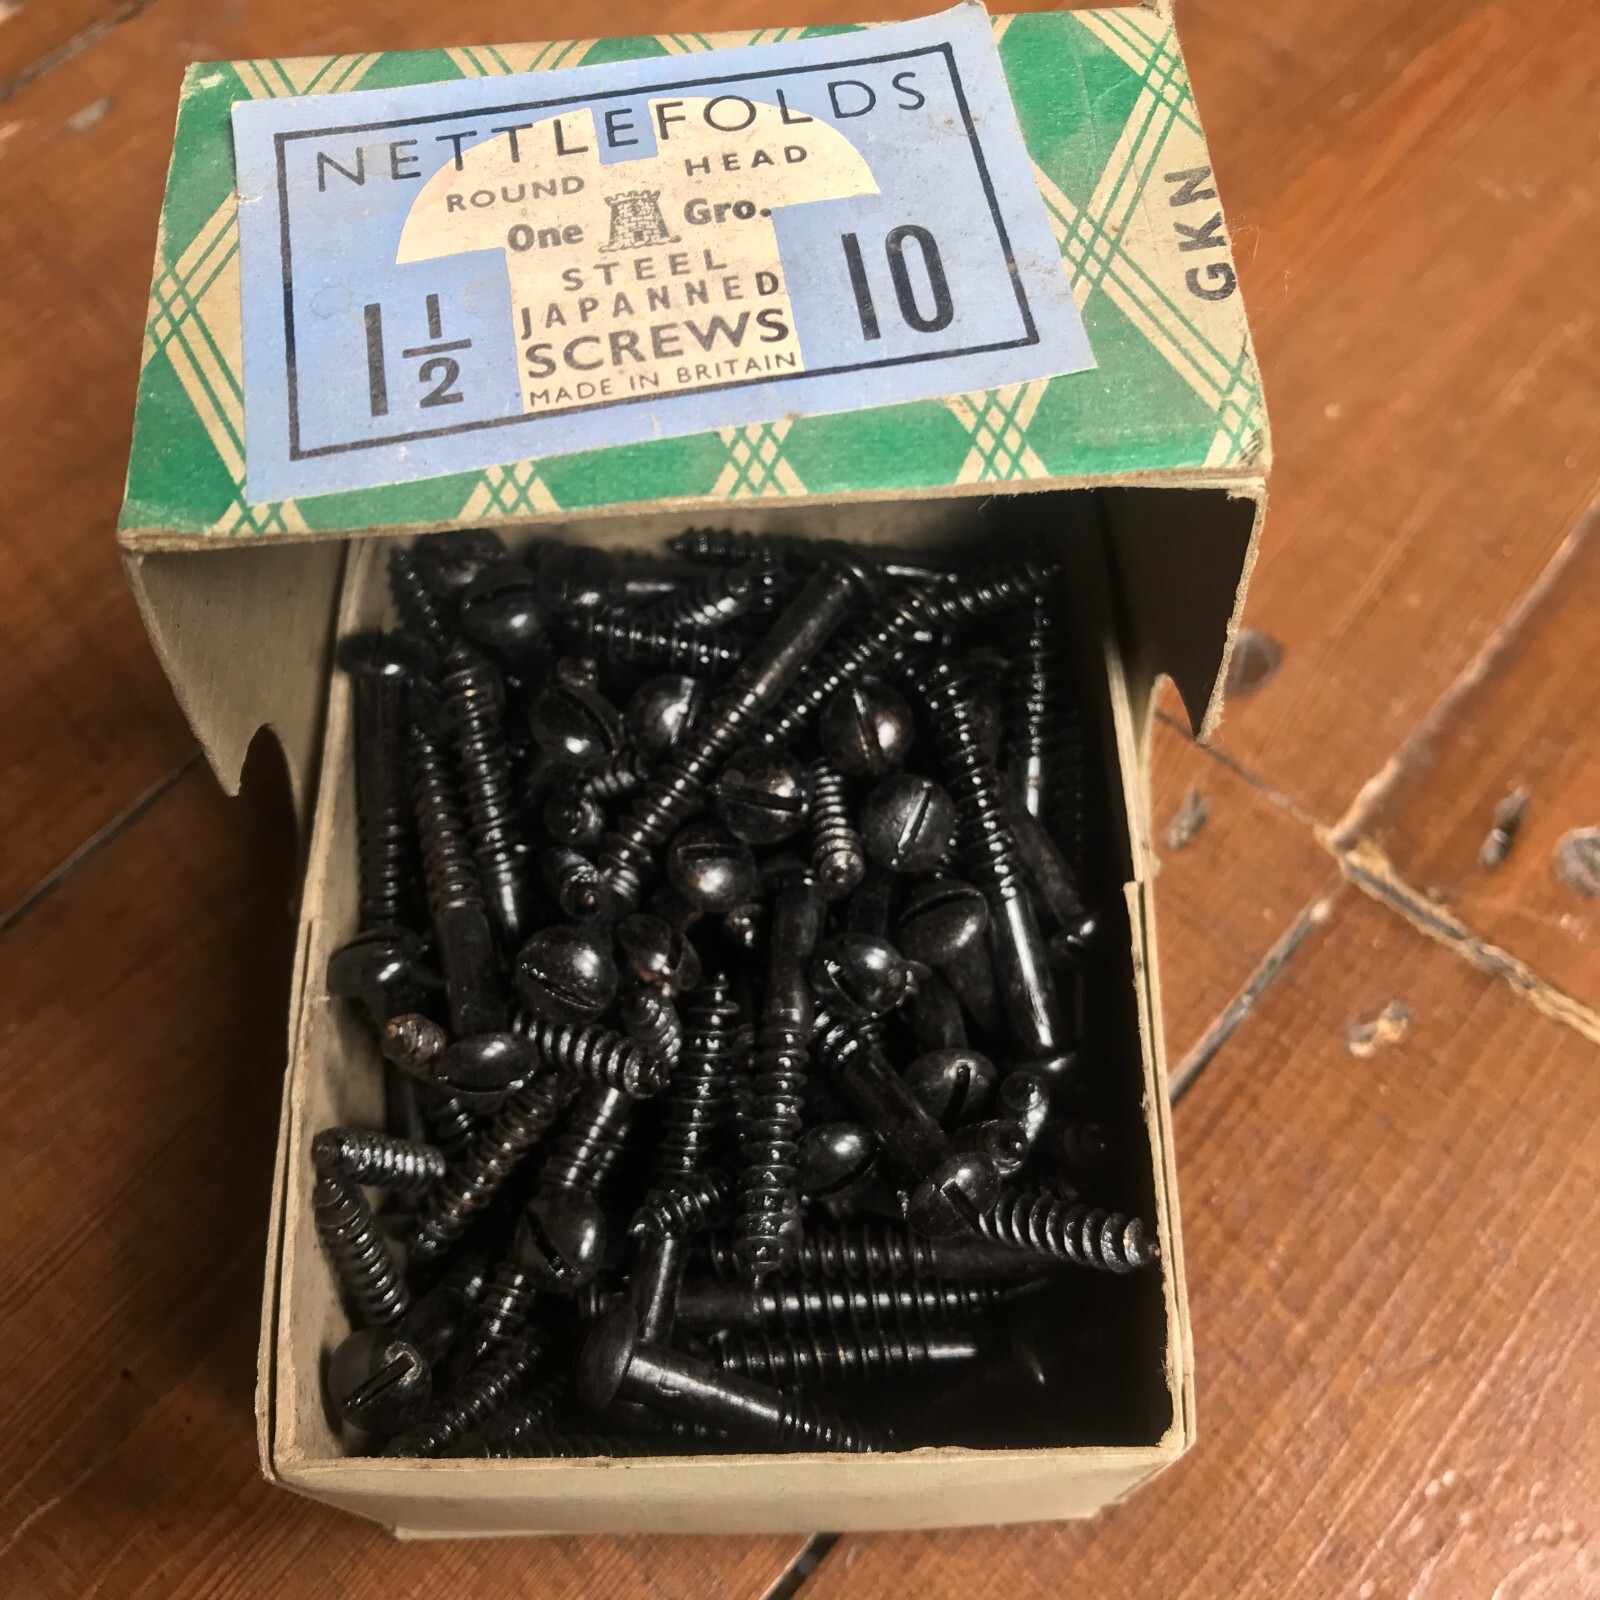 NETTLEFOLDS
ROUND HEAD
One Gro.
STEEL
JAPANNED
1 1/2 SCREWS 10
MADE IN BRITAIN
GKN